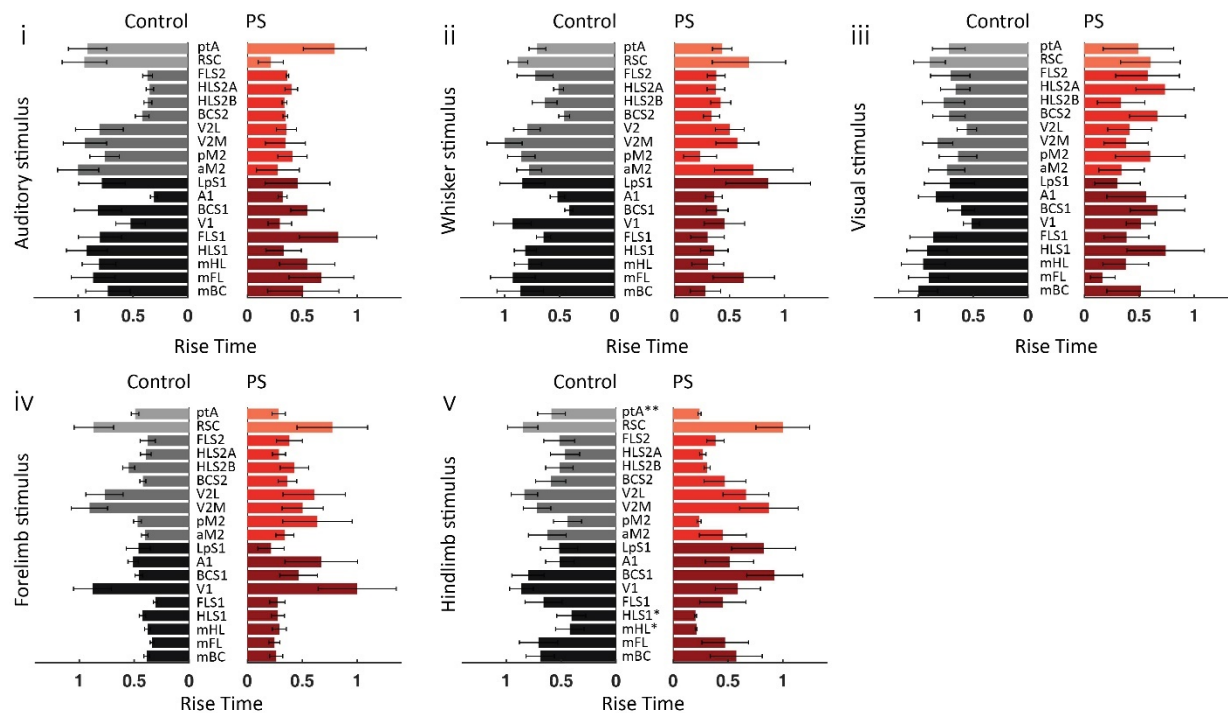 Control PS
i
Auditory stimulus
ptA
RSC
FLS2
HLS2A
HLS2B
BCS2
V2L
V2M
pM2
aM2
LpS1
A1
BCS1
V1
FLS1
HLS1
mHL
mFL
mBC
1 0.5 0 0 0.5 1
Rise Time
Control PS
ii
Whisker stimulus
ptA
RSC
FLS2
HLS2A
HLS2B
BCS2
V2
V2M
pM2
aM2
LpS1
A1
BCS1
V1
FLS1
HLS1
mHL
mFL
mBC
1 0.5 0 0 0.5 1
Rise Time
Control PS
iii
Visual stimulus
ptA
RSC
FLS2
HLS2A
HLS2B
BCS2
V2L
V2M
pM2
aM2
LpS1
A1
BCS1
V1
FLS1
HLS1
mHL
mFL
mBC
1 0.5 0 0 0.5 1
Rise Time
Control PS
iv
Forelimb stimulus
ptA
RSC
FLS2
HLS2A
HLS2B
BCS2
V2L
V2M
pM2
aM2
LpS1
A1
BCS1
V1
FLS1
HLS1
mHL
mFL
mBC
1 0.5 0 0 0.5 1
Rise Time
Control PS
v
Hindlimb stimulus
ptA**
RSC
FLS2
HLS2A
HLS2B
BCS2
V2L
V2M
pM2
aM2
LpS1
A1
BCS1
V1
FLS1
HLS1*
mHL*
mFL
mBC
1 0.5 0 0 0.5 1
Rise Time